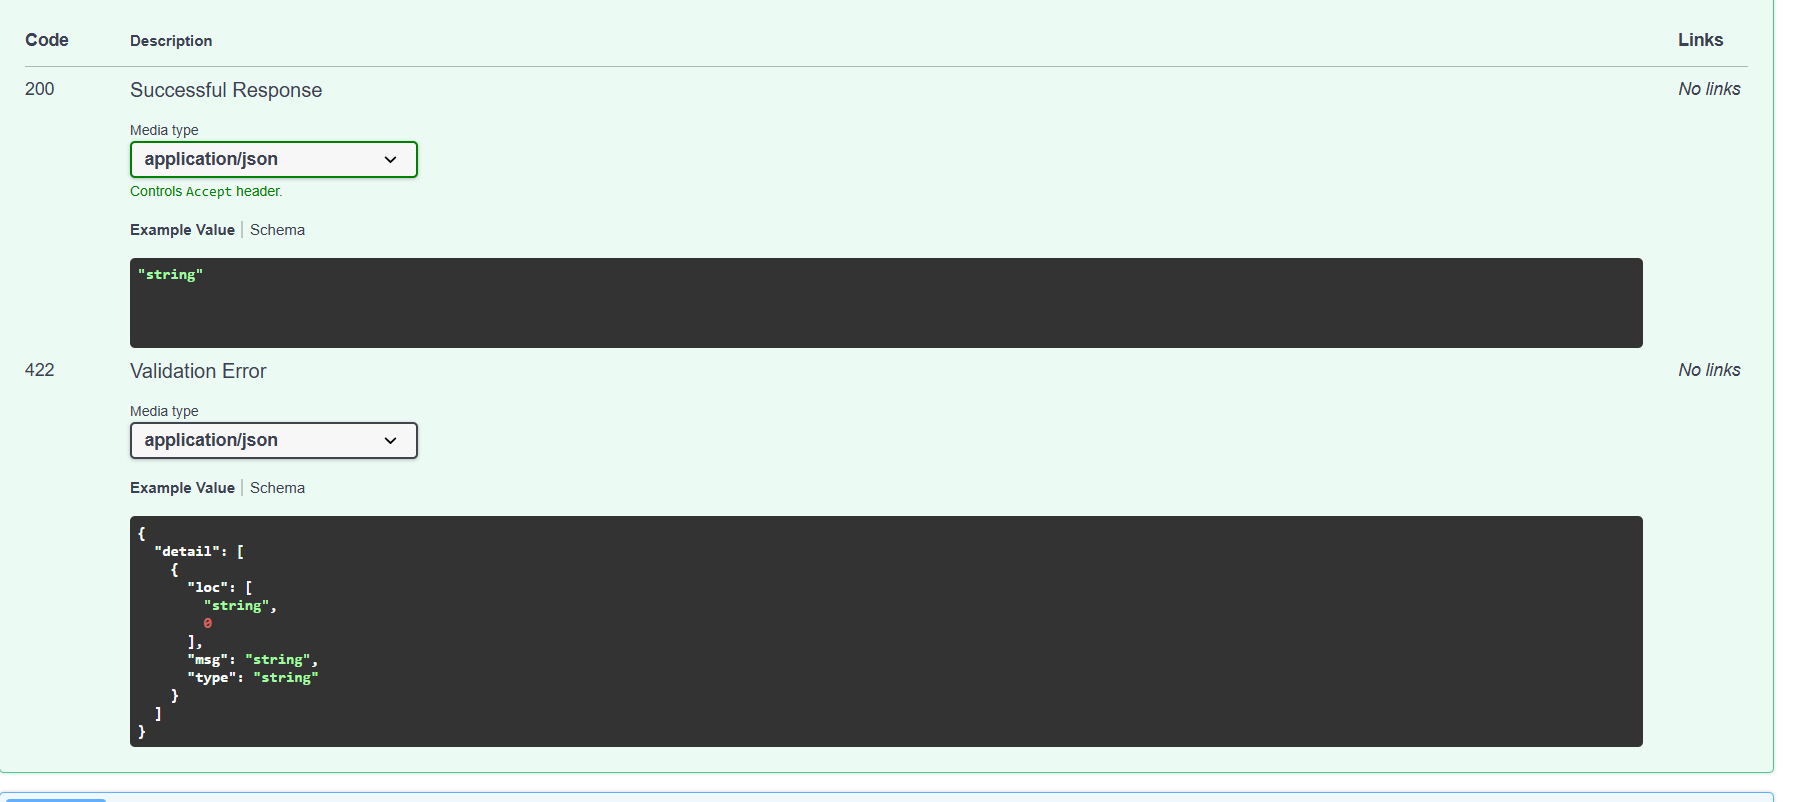 Code Description Links
200 Successful Response No links
Media type
application/json
Controls Accept header.
Example Value Schema
"string"
422 Validation Error No links
Media type
application/json
Example Value Schema
{
  "detail": [
    {
      "loc": [
        "string",
        0
      ],
      "msg": "string",
      "type": "string"
    }
  ]
}